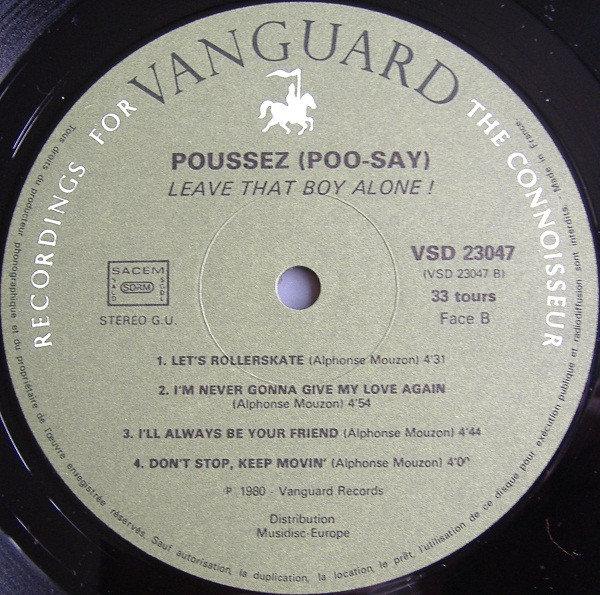 RECORDINGS FOR VANGUARD THE CONNOISSEUR
POUSSEZ (POO-SAY)
LEAVE THAT BOY ALONE !
VSD 23047
(VSD 23047 B)
33 tours
Face B
SACEM
SACD
SDRM
SGDL
STEREO G.U.
1. LET'S ROLLERSKATE (Alphonse Mouzon) 4'31
2. I'M NEVER GONNA GIVE MY LOVE AGAIN
(Alphonse Mouzon) 4'54
3. I'LL ALWAYS BE YOUR FRIEND (Alphonse Mouzon) 4'44
4. DON'T STOP, KEEP MOVIN' (Alphonse Mouzon)
℗ 1980 - Vanguard Records
Distribution
Musidisc-Europe
Tous droits du producteur phonographique et du propriétaire de l'œuvre enregistrée réservés. Sauf autorisation, la duplication, la location, le prêt, l'utilisation de ce disque pour exécution publique et radiodiffusion sont interdits. Made in France.